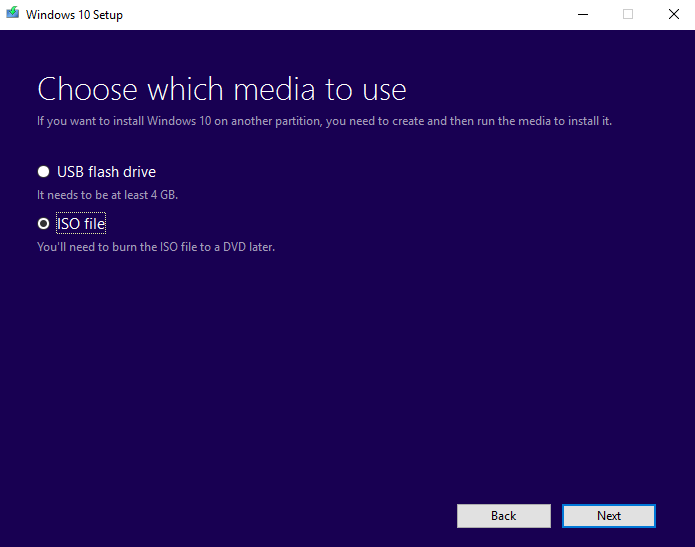 Windows 10 Setup
Choose which media to use
If you want to install Windows 10 on another partition, you need to create and then run the media to install it.
USB flash drive
It needs to be at least 4 GB.
ISO file
You'll need to burn the ISO file to a DVD later.
Back Next